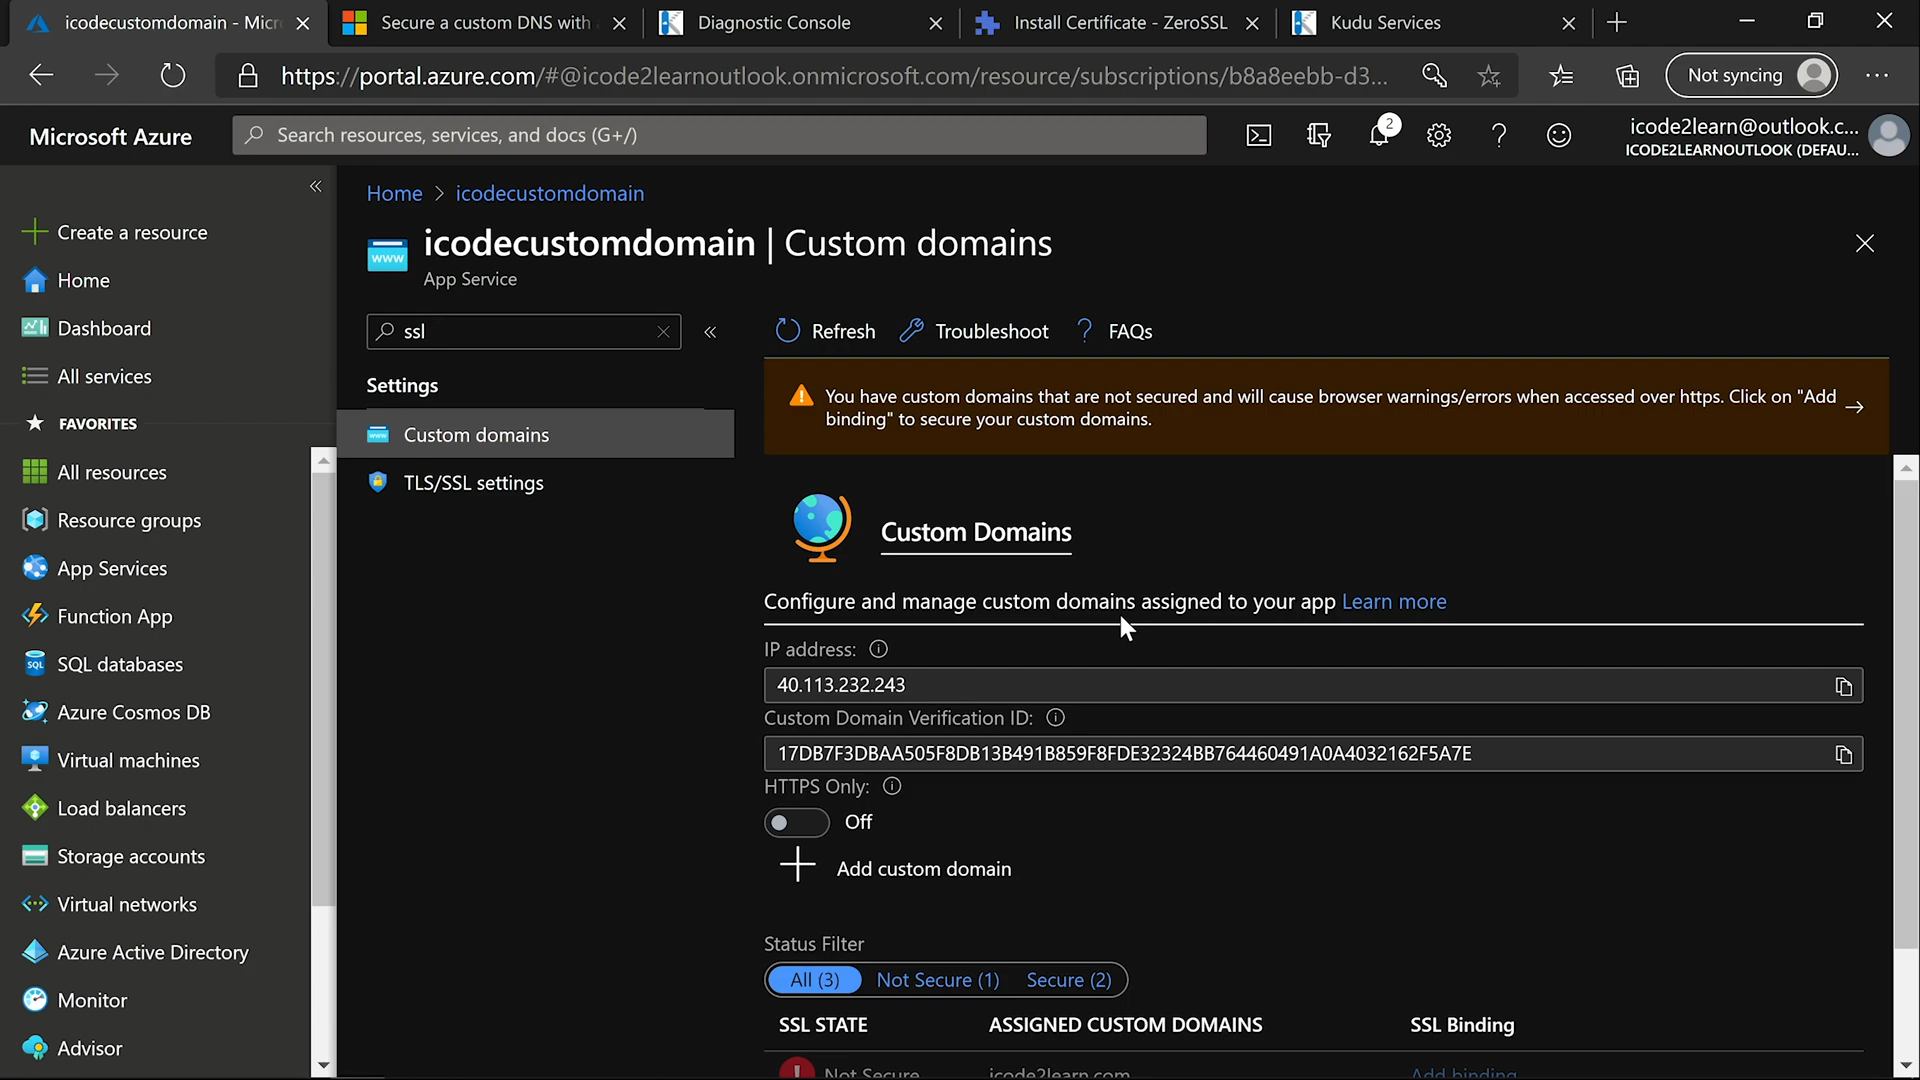 icodecustomdomain - Micr
Secure a custom DNS with
Diagnostic Console
Install Certificate - ZeroSSL
Kudu Services
https://portal.azure.com/#@icode2learnoutlook.onmicrosoft.com/resource/subscriptions/b8a8eebb-d3...
Not syncing
Microsoft Azure
Search resources, services, and docs (G+/)
2
icode2learn@outlook.c...
ICODE2LEARNOUTLOOK (DEFAU...
Home > icodecustomdomain
icodecustomdomain | Custom domains
App Service
Create a resource
Home
Dashboard
All services
FAVORITES
All resources
Resource groups
App Services
Function App
SQL databases
Azure Cosmos DB
Virtual machines
Load balancers
Storage accounts
Virtual networks
Azure Active Directory
Monitor
Advisor
ssl
Settings
Custom domains
TLS/SSL settings
Refresh
Troubleshoot
FAQs
You have custom domains that are not secured and will cause browser warnings/errors when accessed over https. Click on "Add
binding" to secure your custom domains.
Custom Domains
Configure and manage custom domains assigned to your app Learn more
IP address:
40.113.232.243
Custom Domain Verification ID:
17DB7F3DBAA505F8DB13B491B859F8FDE32324BB764460491A0A4032162F5A7E
HTTPS Only:
Off
Add custom domain
Status Filter
All (3) Not Secure (1) Secure (2)
SSL STATE ASSIGNED CUSTOM DOMAINS SSL Binding
Not Secure icode2learn.com Add binding